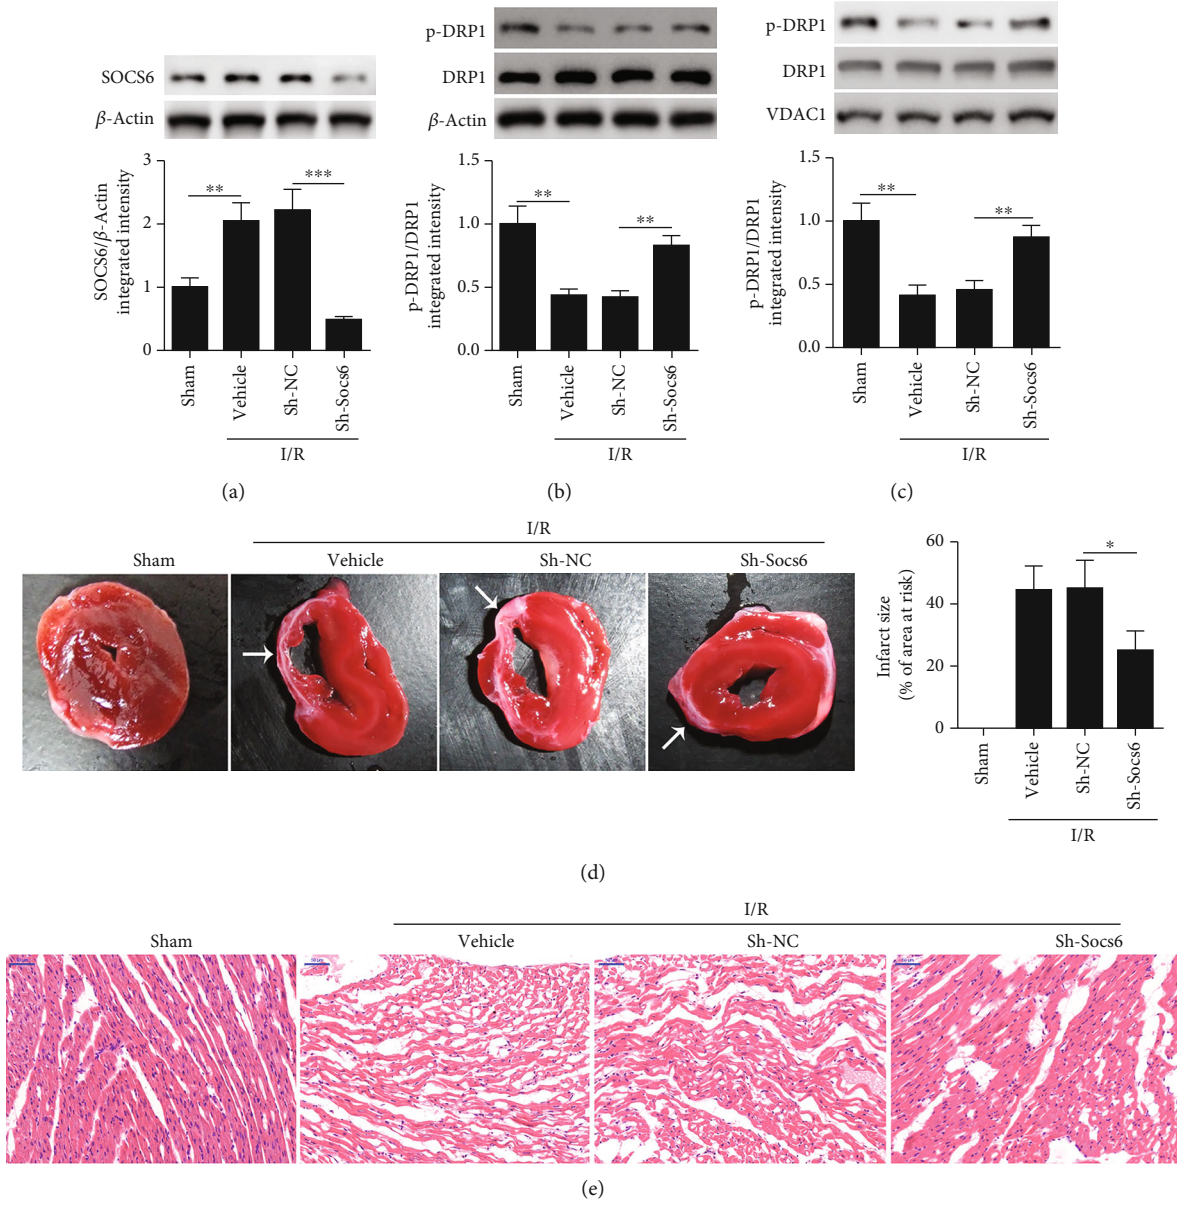 SOCS6
β-Actin
SOCS6/β-Actin
integrated intensity
3
2
1
0
**
***
Sham
Vehicle
Sh-NC
Sh-Socs6
I/R
(a)
p-DRP1
DRP1
β-Actin
p-DRP1/DRP1
integrated intensity
1.5
1.0
0.5
0.0
**
**
Sham
Vehicle
Sh-NC
Sh-Socs6
I/R
(b)
p-DRP1
DRP1
VDAC1
p-DRP1/DRP1
integrated intensity
1.5
1.0
0.5
0.0
**
**
Sham
Vehicle
Sh-NC
Sh-Socs6
I/R
(c)
I/R
Sham Vehicle Sh-NC Sh-Socs6
Infarct size
(% of area at risk)
60
40
20
0
*
Sham
Vehicle
Sh-NC
Sh-Socs6
I/R
(d)
I/R
Sham Vehicle Sh-NC Sh-Socs6
50 μm
(e)